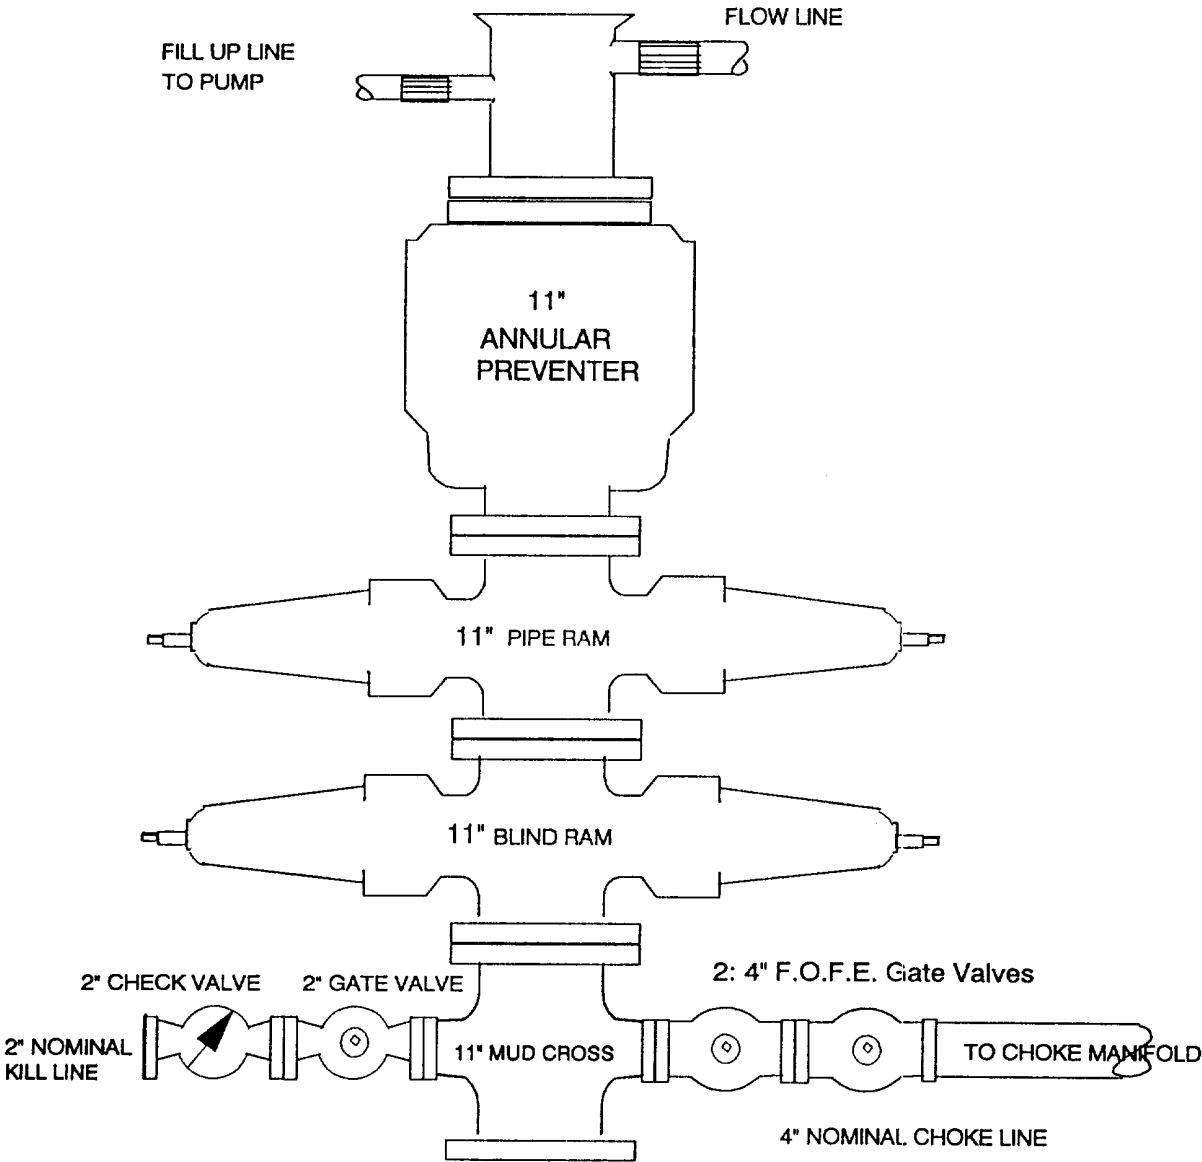 FLOW LINE
FILL UP LINE
TO PUMP
11"
ANNULAR
PREVENTER
11" PIPE RAM
11" BLIND RAM
2" CHECK VALVE
2" GATE VALVE
2: 4" F.O.F.E. Gate Valves
2" NOMINAL
KILL LINE
11" MUD CROSS
TO CHOKE MANIFOLD
4" NOMINAL CHOKE LINE